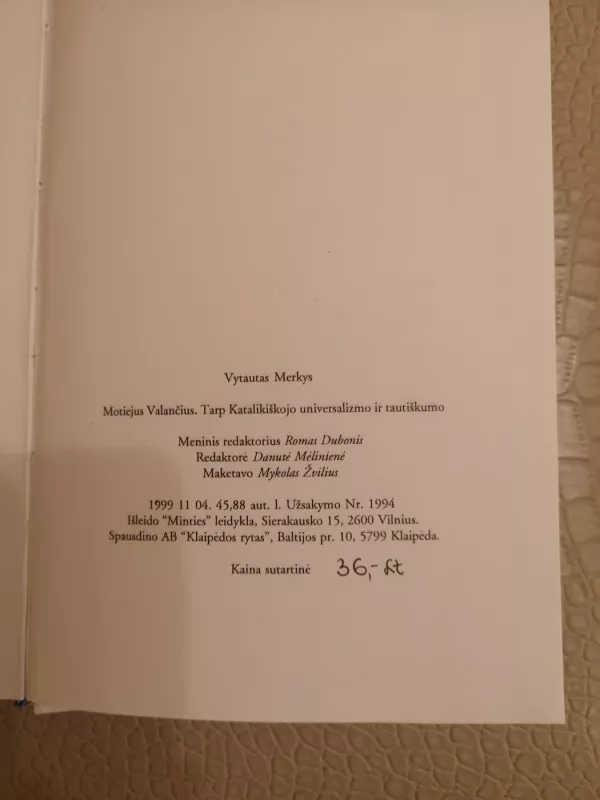 Vytautas Merkys
Motiejus Valančius. Tarp Katalikiškojo universalizmo ir tautiškumo
Meninis redaktorius Romas Dubonis
Redaktorė Danutė Mėlinienė
Maketavo Mykolas Žvilius
1999 11 04. 45,88 aut. l. Užsakymo Nr. 1994
Išleido "Minties" leidykla, Sierakausko 15, 2600 Vilnius.
Spausdino AB "Klaipėdos rytas", Baltijos pr. 10, 5799 Klaipėda.
Kaina sutartinė 36,- Lt